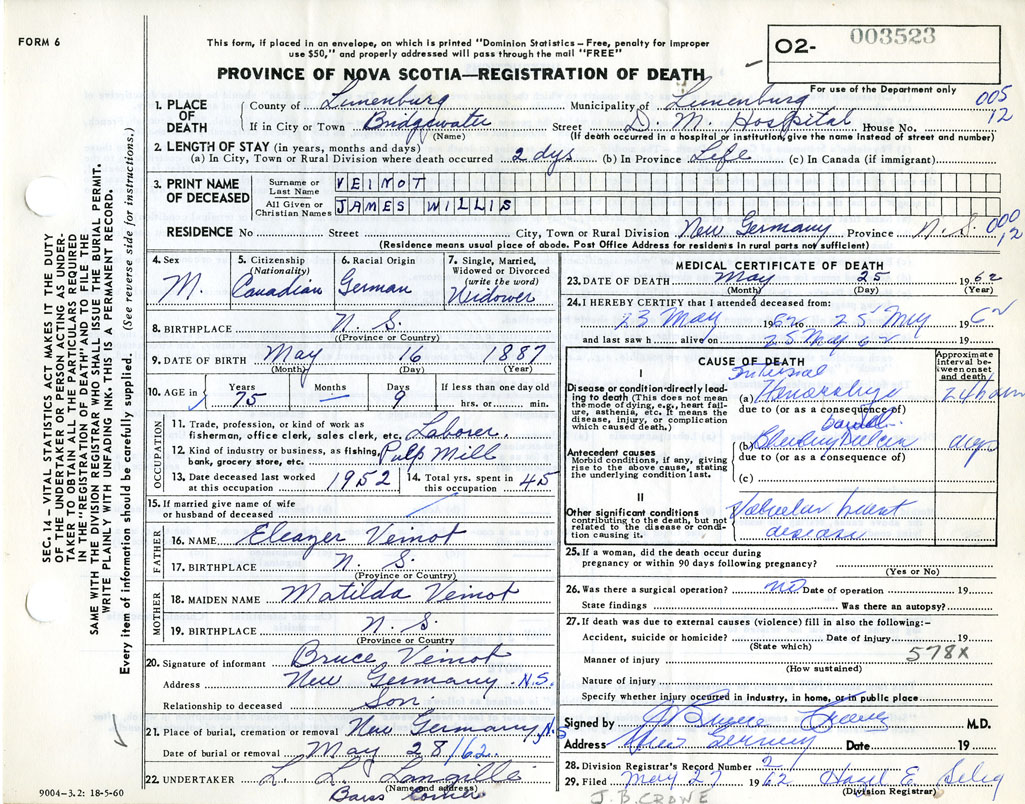 FORM 6
This form, if placed in an envelope, on which is printed "Dominion Statistics—Free, penalty for improper
use $50," and properly addressed will pass through the mail "FREE"
PROVINCE OF NOVA SCOTIA—REGISTRATION OF DEATH
02- 003523
For use of the Department only
005
12
1. PLACE OF DEATH
County of Lunenburg Municipality of Lunenburg
If in City or Town Bridgewater Street D. M. Hospital House No.
(Name) (If death occurred in a hospital or institution, give the name instead of street and number)
2. LENGTH OF STAY (in years, months and days)
(a) In City, Town or Rural Division where death occurred 2 dys (b) In Province Life (c) In Canada (if immigrant)
3. PRINT NAME OF DECEASED
Surname or Last Name VEINOT
All Given or Christian Names JAMES WILLIS
000
12
RESIDENCE No Street City, Town or Rural Division New Germany Province N.S.
(Residence means usual place of abode. Post Office Address for residents in rural parts not sufficient)
4. Sex M.
5. Citizenship (Nationality) Canadian
6. Racial Origin German
7. Single, Married, Widowed or Divorced (write the word) Widower
8. BIRTHPLACE N. S.
(Province or Country)
9. DATE OF BIRTH May 16 1887
(Month) (Day) (Year)
10. AGE in Years 75 Months — Days 9 If less than one day old hrs. or min.
OCCUPATION
11. Trade, profession, or kind of work as
fisherman, office clerk, sales clerk, etc. Laborer.
12. Kind of industry or business, as fishing,
bank, grocery store, etc. Pulp Mill
13. Date deceased last worked at this occupation 1952
14. Total yrs. spent in this occupation 45
15. If married give name of wife
or husband of deceased
FATHER
16. NAME Eleazer Veinot
17. BIRTHPLACE N. S.
(Province or Country)
MOTHER
18. MAIDEN NAME Matilda Veinot
19. BIRTHPLACE N. S.
(Province or Country
20. Signature of informant Bruce Veinot
Address New Germany N.S.
Relationship to deceased Son
21. Place of burial, cremation or removal New Germany, N.S
Date of burial or removal May 28/62
22. UNDERTAKER L. L. Langille
(Name and address)
Barss Corner
9004-3.2: 18-5-60
MEDICAL CERTIFICATE OF DEATH
23. DATE OF DEATH May 25 1962
(Month) (Day) (Year)
24. I HEREBY CERTIFY that I attended deceased from:
23 May 1962 to 25 May 1962
and last saw h alive on 25 May 62 19
CAUSE OF DEATH
Approximate interval between onset and death
I
Disease or condition directly leading to death (This does not mean the mode of dying, e.g., heart failure, asthenia, etc. It means the disease, injury, or complication which caused death.)
(a)
due to (or as a consequence of)
Antecedent causes
Morbid conditions, if any, giving rise to the above cause, stating the underlying condition last.
(b)
due to (or as a consequence of)
(c)
II
Other significant conditions
contributing to the death, but not related to the disease or condition causing it.
Valvular heart
disease
25. If a woman, did the death occur during
pregnancy or within 90 days following pregnancy?
(Yes or No)
26. Was there a surgical operation? no Date of operation 19
State findings Was there an autopsy?
27. If death was due to external causes (violence) fill in also the following:—
Accident, suicide or homicide? Date of injury 19
(State which)
578X
Manner of injury
(How sustained)
Nature of injury
Specify whether injury occurred in industry, in home, or in public place
Signed by J Bruce Crowe M.D.
Address New Germany Date 19
28. Division Registrar's Record Number 2
29. Filed May 27 1962 Hazel E.
(Division Registrar)
J.B. CROWE
SEC. 14 – VITAL STATISTICS ACT MAKES IT THE DUTY
OF THE UNDERTAKER OR PERSON ACTING AS UNDER-
TAKER "TO OBTAIN ALL THE PARTICULARS REQUIRED
IN THE "REGISTRATION OF DEATH" AND TO FILE THE
SAME WITH THE DIVISION REGISTRAR WHO SHALL ISSUE THE BURIAL PERMIT.
WRITE PLAINLY WITH UNFADING INK. THIS IS A PERMANENT RECORD.
Every item of information should be carefully supplied. (See reverse side for instructions.)